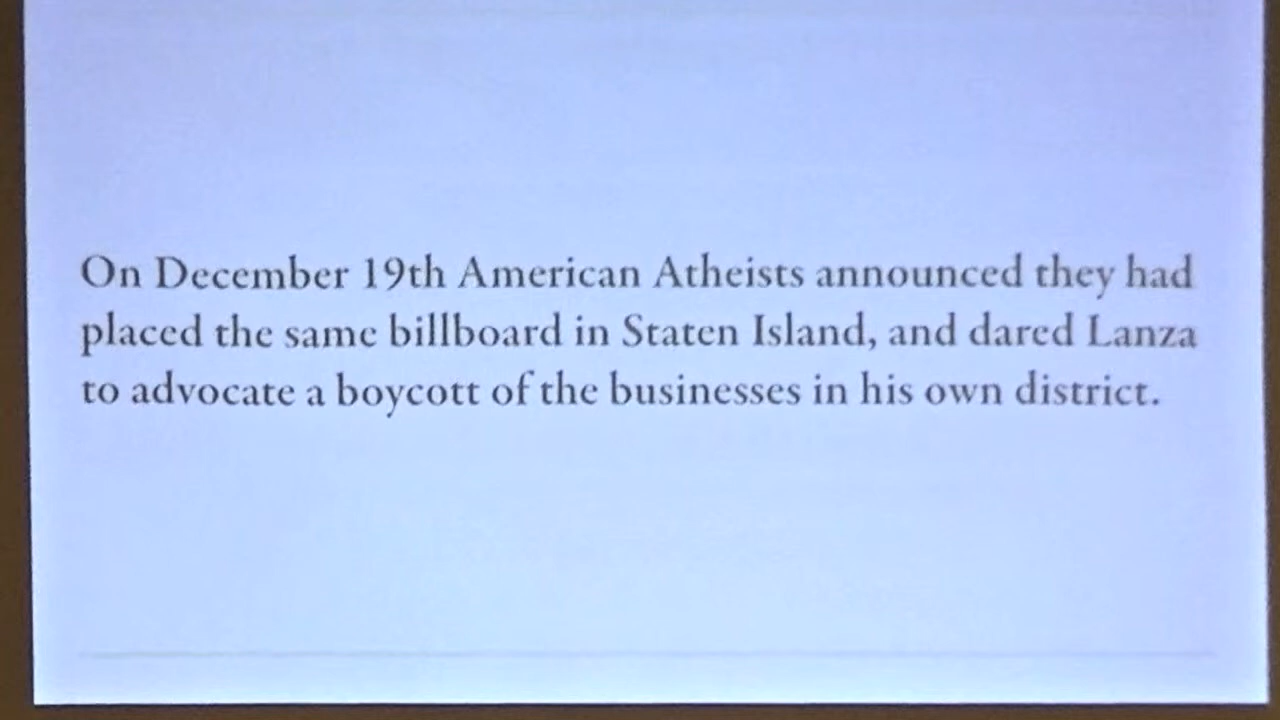 On December 19th American Atheists announced they had
placed the same billboard in Staten Island, and dared Lanza
to advocate a boycott of the businesses in his own district.